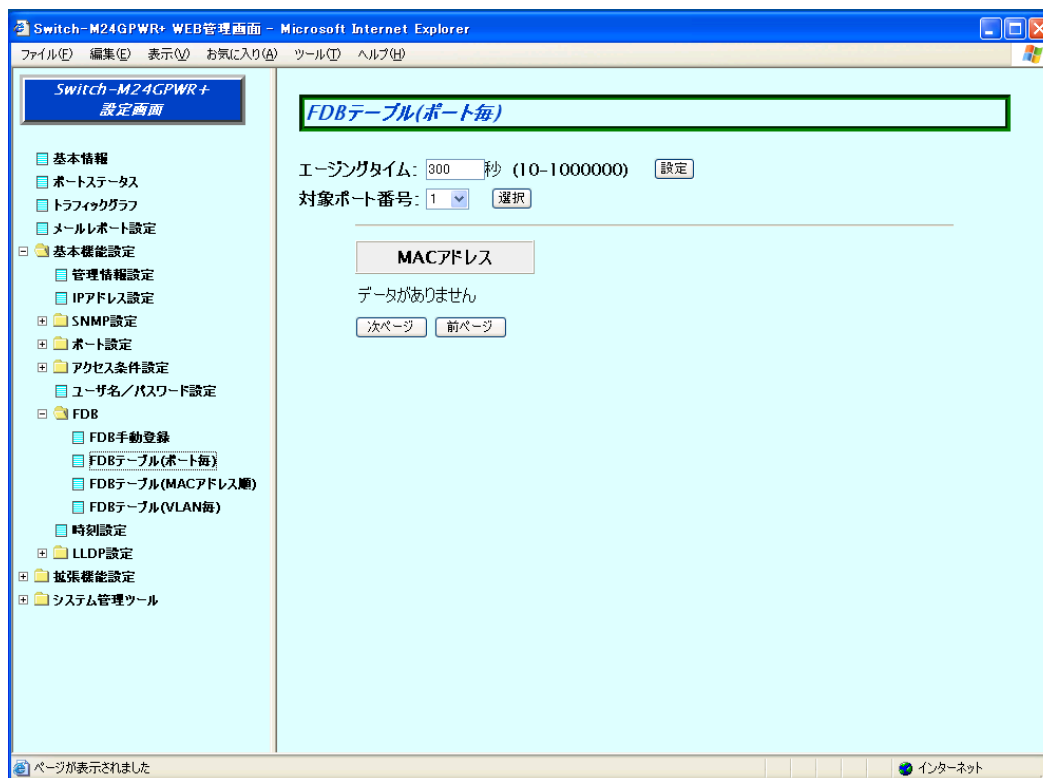 Switch-M24GPWR+ WEB管理画面 - Microsoft Internet Explorer
ファイル(F) 編集(E) 表示(V) お気に入り(A) ツール(T) ヘルプ(H)
Switch-M24GPWR+
設定画面
基本情報
ポートステータス
トラフィックグラフ
メールレポート設定
基本機能設定
管理情報設定
IPアドレス設定
SNMP設定
ポート設定
アクセス条件設定
ユーザ名/パスワード設定
FDB
FDB手動登録
FDBテーブル(ポート毎)
FDBテーブル(MACアドレス順)
FDBテーブル(VLAN毎)
時刻設定
LLDP設定
拡張機能設定
システム管理ツール
FDBテーブル(ポート毎)
エージングタイム: 300 秒 (10-1000000) 設定
対象ポート番号: 1 選択
MACアドレス
データがありません
次ページ 前ページ
ページが表示されました インターネット